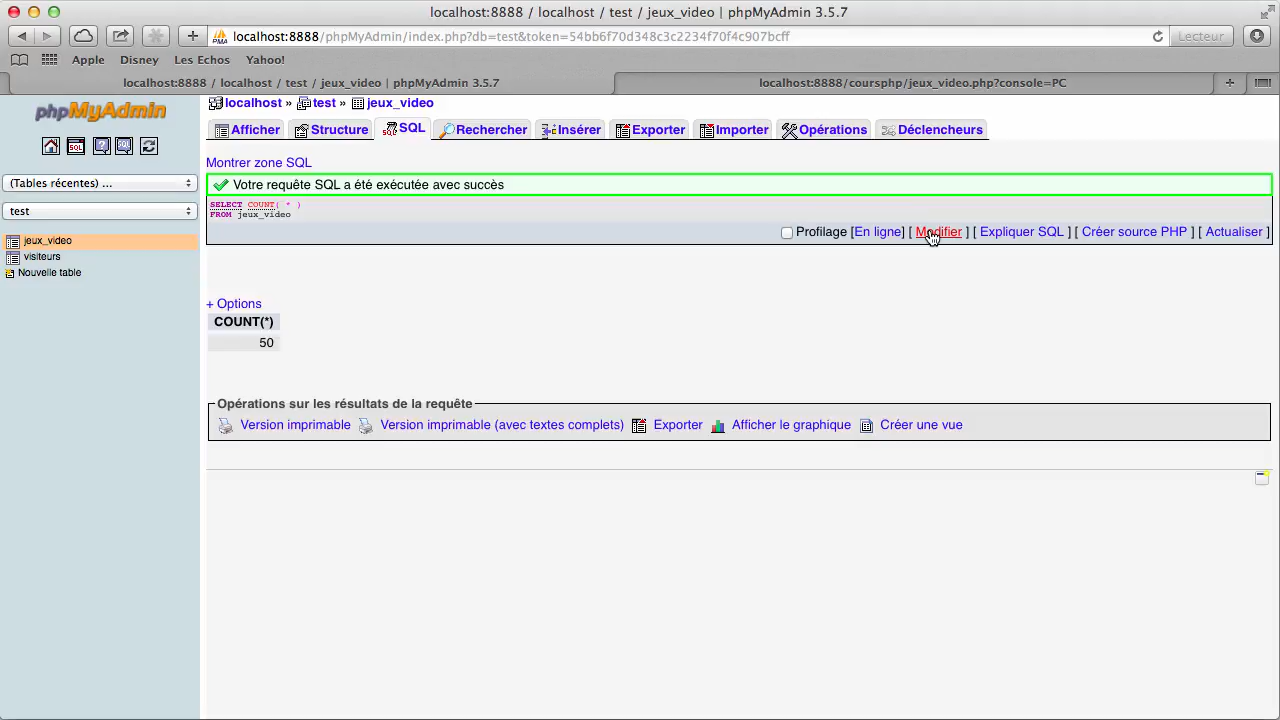 localhost:8888 / localhost / test / jeux_video | phpMyAdmin 3.5.7
PMA localhost:8888/phpMyAdmin/index.php?db=test&token=54bb6f70d348c3c2234f70f4c907bcff Lecteur
Apple Disney Les Echos Yahoo!
localhost:8888 / localhost / test / jeux_video | phpMyAdmin 3.5.7 localhost:8888/coursphp/jeux_video.php?console=PC
phpMyAdmin
SQL
(Tables récentes) ...
test
jeux_video
visiteurs
Nouvelle table
localhost » test » jeux_video
Afficher Structure SQL Rechercher Insérer Exporter Importer Opérations Déclencheurs
Montrer zone SQL
Votre requête SQL a été exécutée avec succès
SELECT COUNT( * )
FROM jeux_video
Profilage [En ligne] [ Modifier ] [ Expliquer SQL ] [ Créer source PHP ] [ Actualiser ]
+ Options
COUNT(*)
50
Opérations sur les résultats de la requête
Version imprimable Version imprimable (avec textes complets) Exporter Afficher le graphique Créer une vue